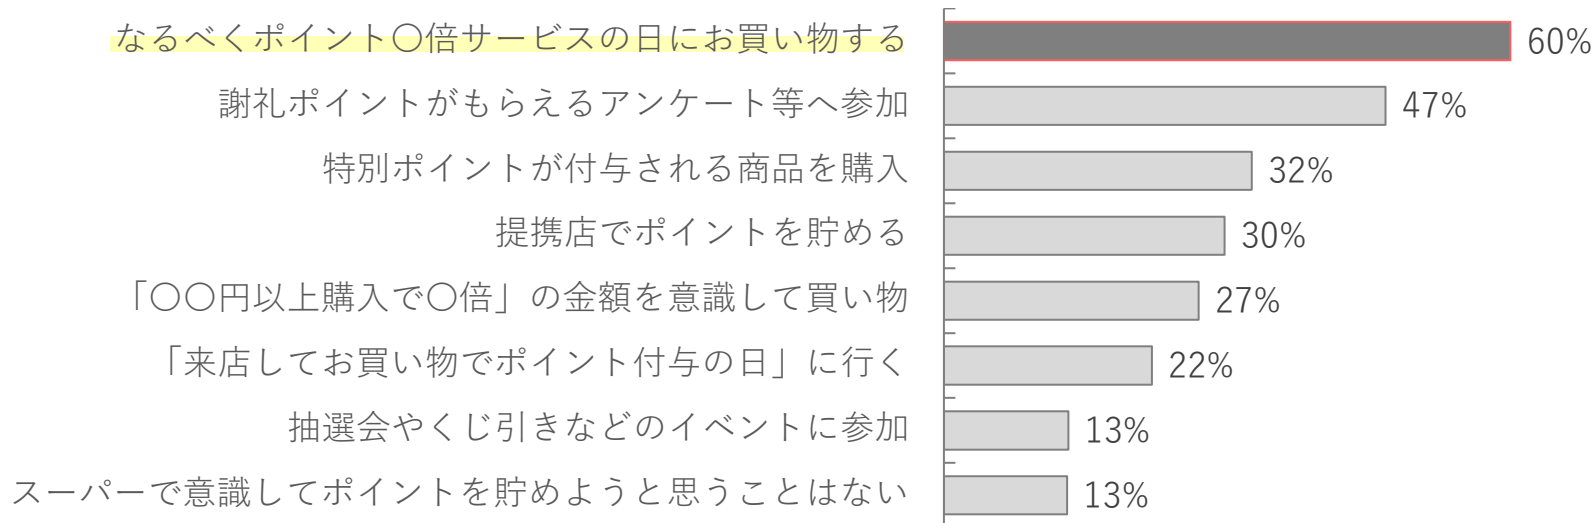 なるべくポイント〇倍サービスの日にお買い物する 60%
謝礼ポイントがもらえるアンケート等へ参加 47%
特別ポイントが付与される商品を購入 32%
提携店でポイントを貯める 30%
「〇〇円以上購入で〇倍」の金額を意識して買い物 27%
「来店してお買い物でポイント付与の日」に行く 22%
抽選会やくじ引きなどのイベントに参加 13%
スーパーで意識してポイントを貯めようと思うことはない 13%